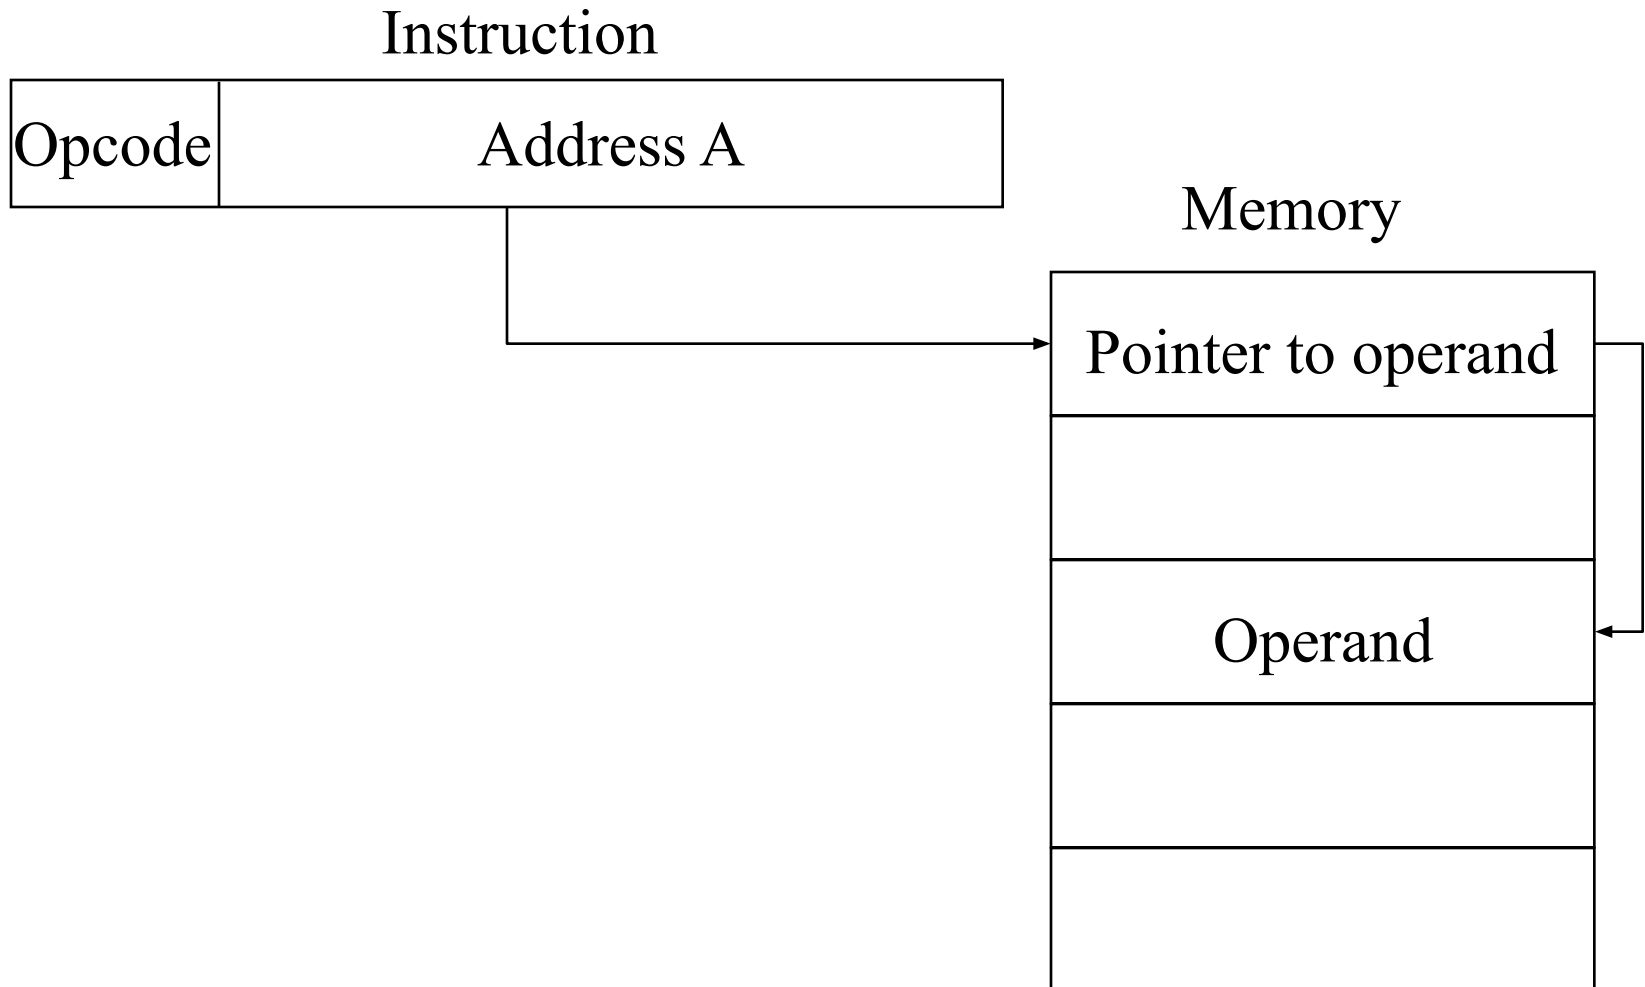 Instruction
Opcode
Address A
Memory
Pointer to operand
Operand